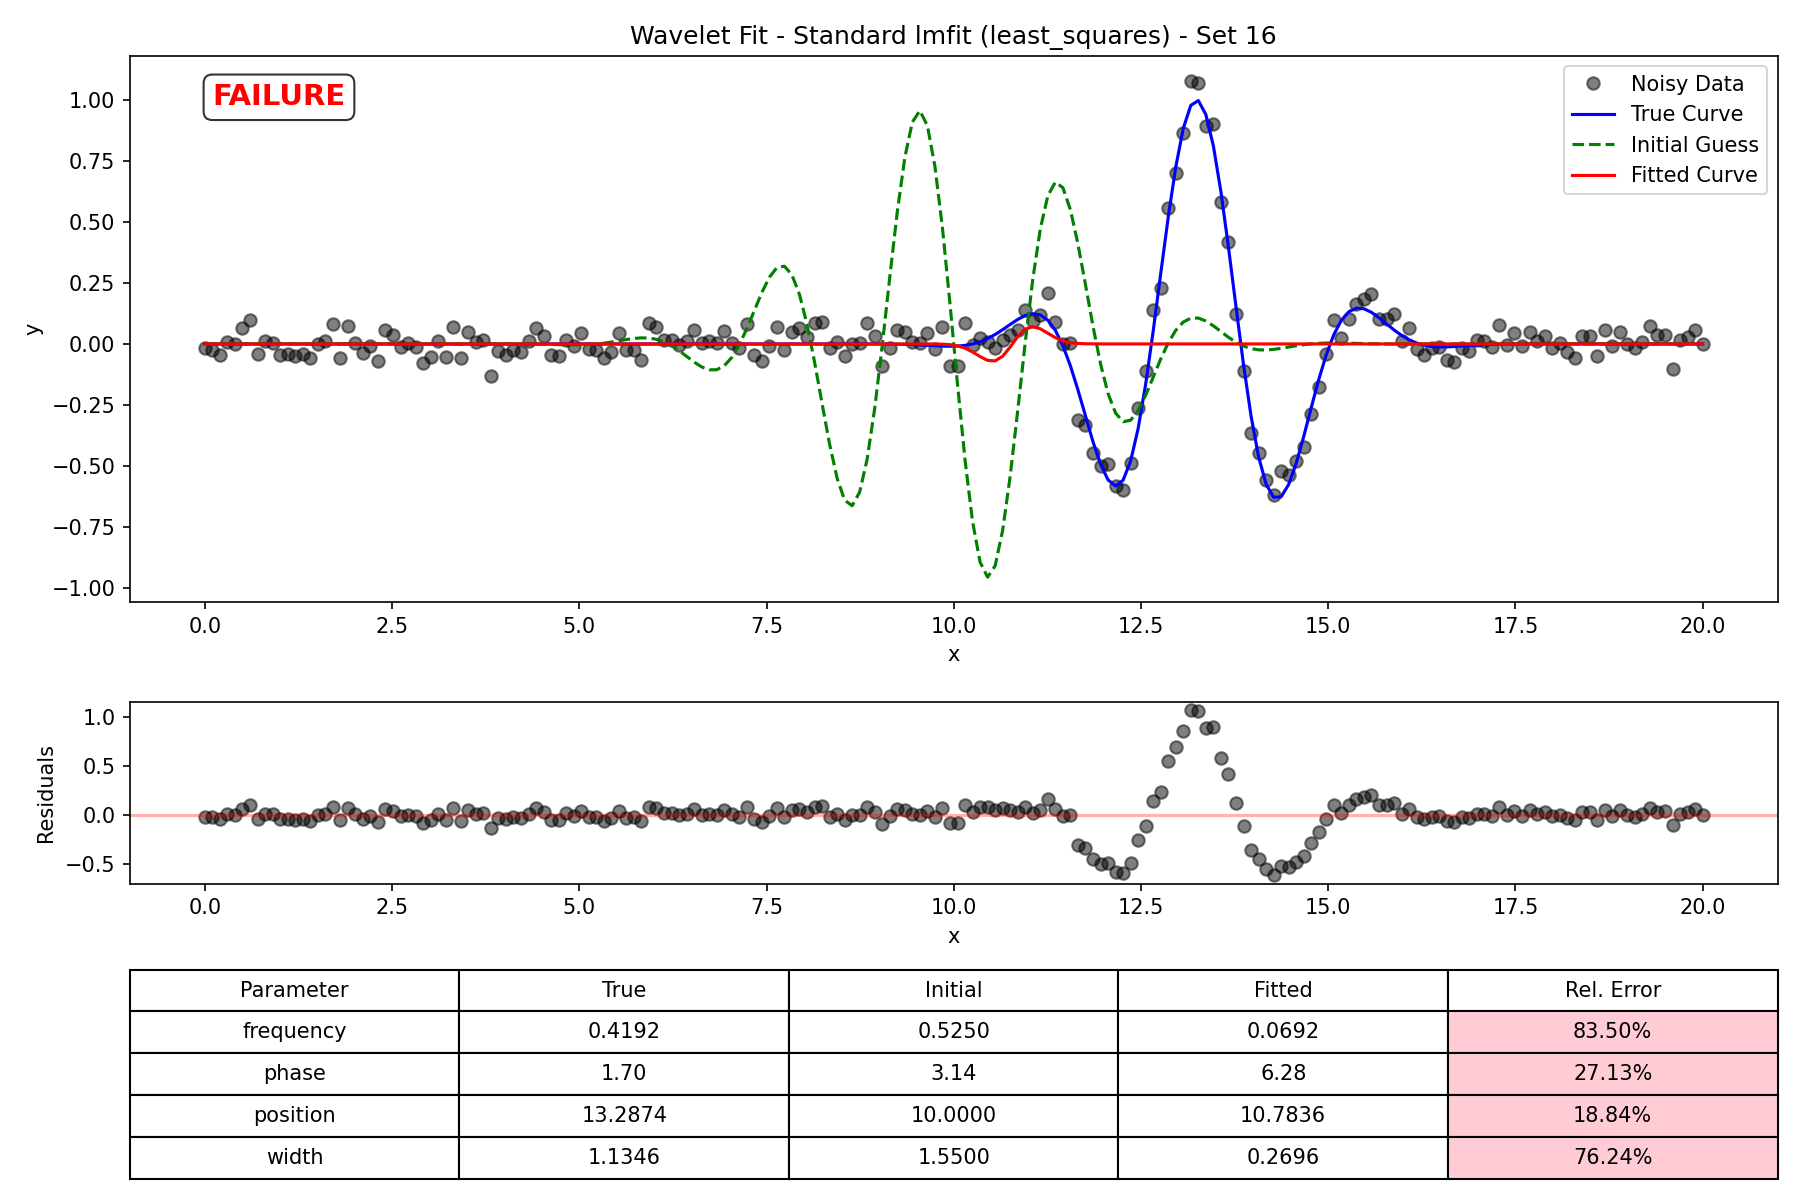 Wavelet Fit - Standard lmfit (least_squares) - Set 16
FAILURE
Noisy Data
True Curve
Initial Guess
Fitted Curve
1.00
0.75
0.50
0.25
0.00
−0.25
−0.50
−0.75
−1.00
y
0.0 2.5 5.0 7.5 10.0 12.5 15.0 17.5 20.0
x
1.0
0.5
0.0
−0.5
Residuals
0.0 2.5 5.0 7.5 10.0 12.5 15.0 17.5 20.0
x
Parameter True Initial Fitted Rel. Error
frequency 0.4192 0.5250 0.0692 83.50%
phase 1.70 3.14 6.28 27.13%
position 13.2874 10.0000 10.7836 18.84%
width 1.1346 1.5500 0.2696 76.24%